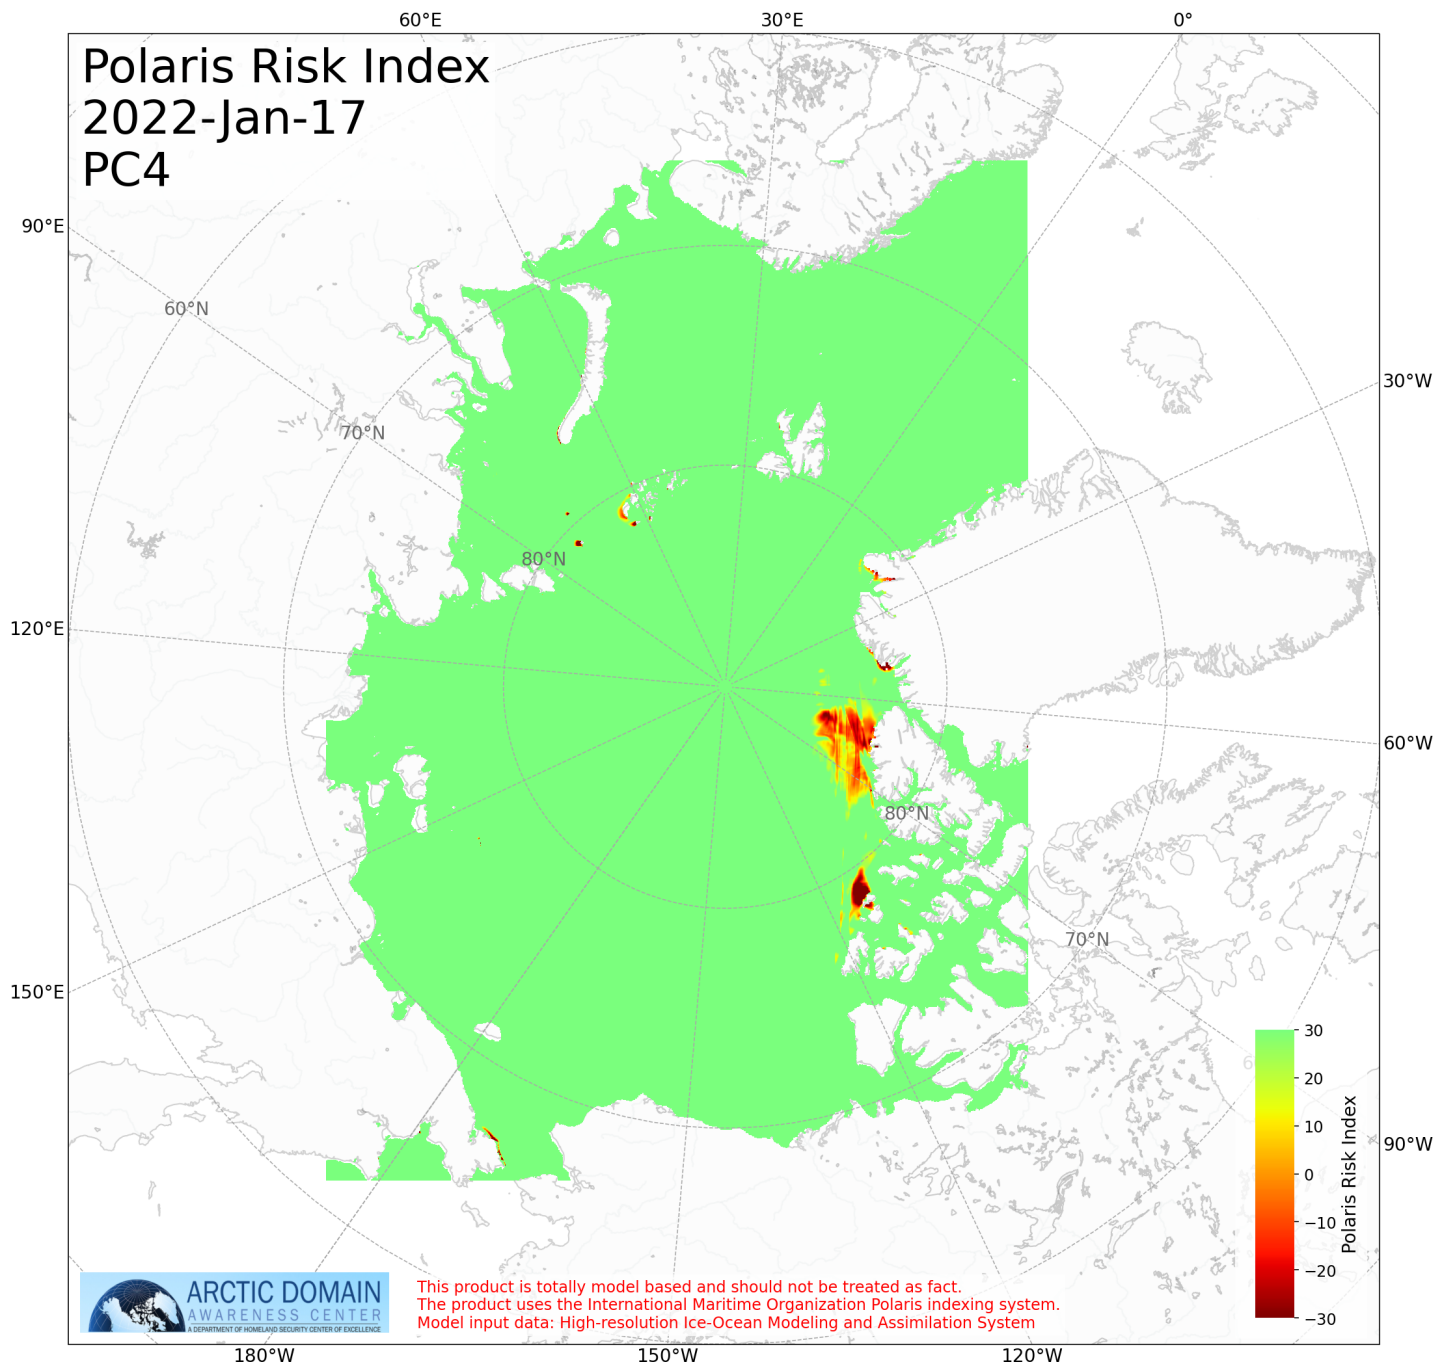 60°E
30°E
0°
Polaris Risk Index
2022-Jan-17
PC4
90°E
60°N
30°W
70°N
80°N
120°E
60°W
80°N
70°N
150°E
30
20
10
0
−10
−20
−30
Polaris Risk Index
90°W
ARCTIC DOMAIN
AWARENESS CENTER
A DEPARTMENT OF HOMELAND SECURITY CENTER OF EXCELLENCE
This product is totally model based and should not be treated as fact.
The product uses the International Maritime Organization Polaris indexing system.
Model input data: High-resolution Ice-Ocean Modeling and Assimilation System
180°W
150°W
120°W